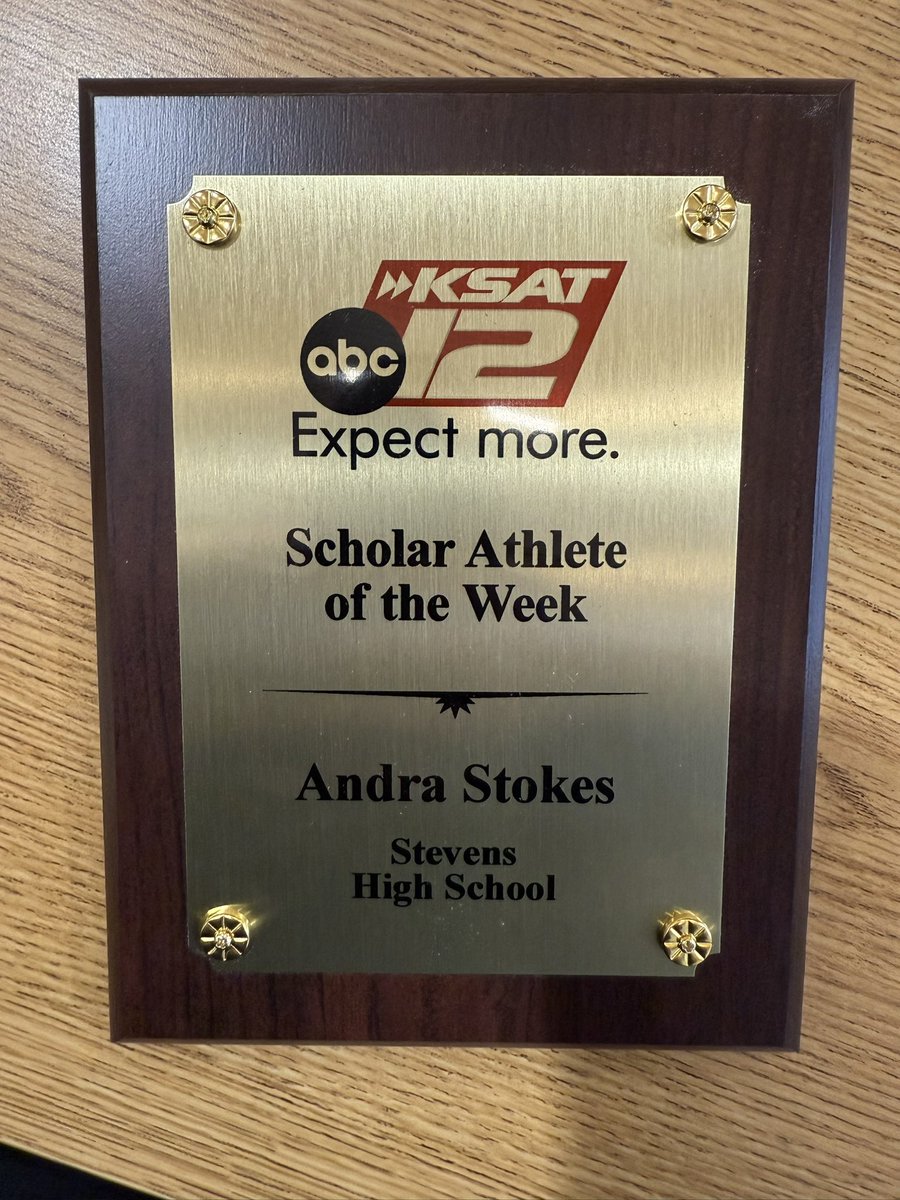 KSAT
abc 12
Expect more.
Scholar Athlete
of the Week
Andra Stokes
Stevens
High School